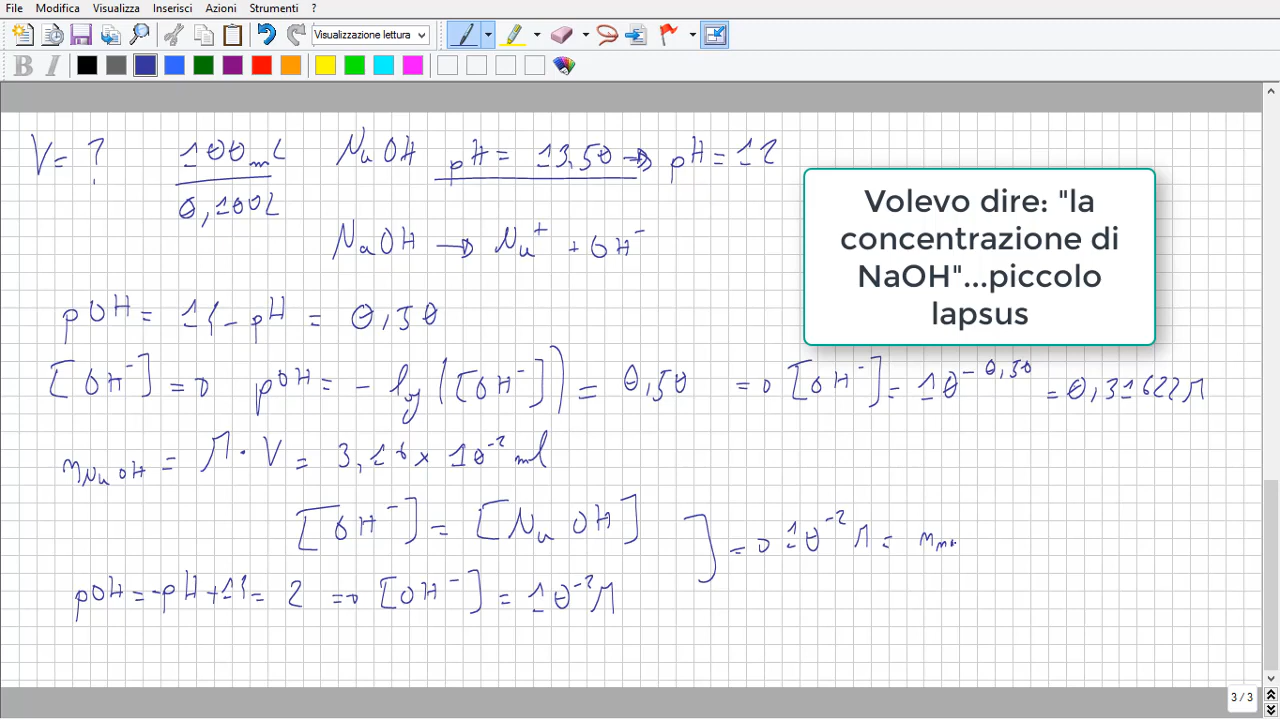 File Modifica Visualizza Inserisci Azioni Strumenti ?
Visualizzazione lettura
B I
V= ? 100 mL NaOH pH = 13,50 → pH = 12
0,100L
NaOH → Na⁺ + OH⁻
Volevo dire: "la
concentrazione di
NaOH"...piccolo
lapsus
pOH = 14 - pH = 0,50
[OH⁻] ⇒ pOH = - log([OH⁻]) = 0,50 ⇒ [OH⁻] = 10^-0,50 = 0,31622 M
nNaOH = M · V = 3,16 × 10⁻² mol
[OH⁻] = [NaOH] ] ⇒ 10⁻² M =
pOH = -pH + 14 = 2 ⇒ [OH⁻] = 10⁻² M
3 / 3